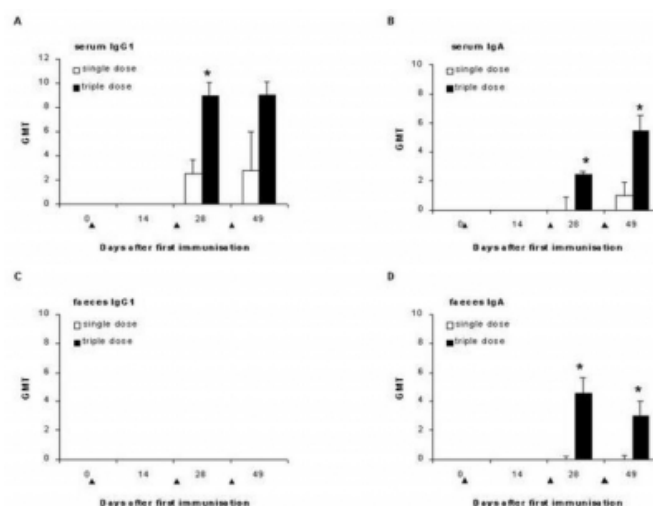 A
serum IgG1
single dose
triple dose
12
10
8
6
4
2
0
GMT
*
0 14 28 49
Days after first immunisation
B
serum IgA
single dose
triple dose
10
8
6
4
2
0
GMT
* *
0 14 28 49
Days after first immunisation
C
faeces IgG1
single dose
triple dose
10
8
6
4
2
0
GMT
0 14 28 49
Days after first immunisation
D
faeces IgA
single dose
triple dose
10
8
6
4
2
0
GMT
* *
0 14 28 49
Days after first immunisation